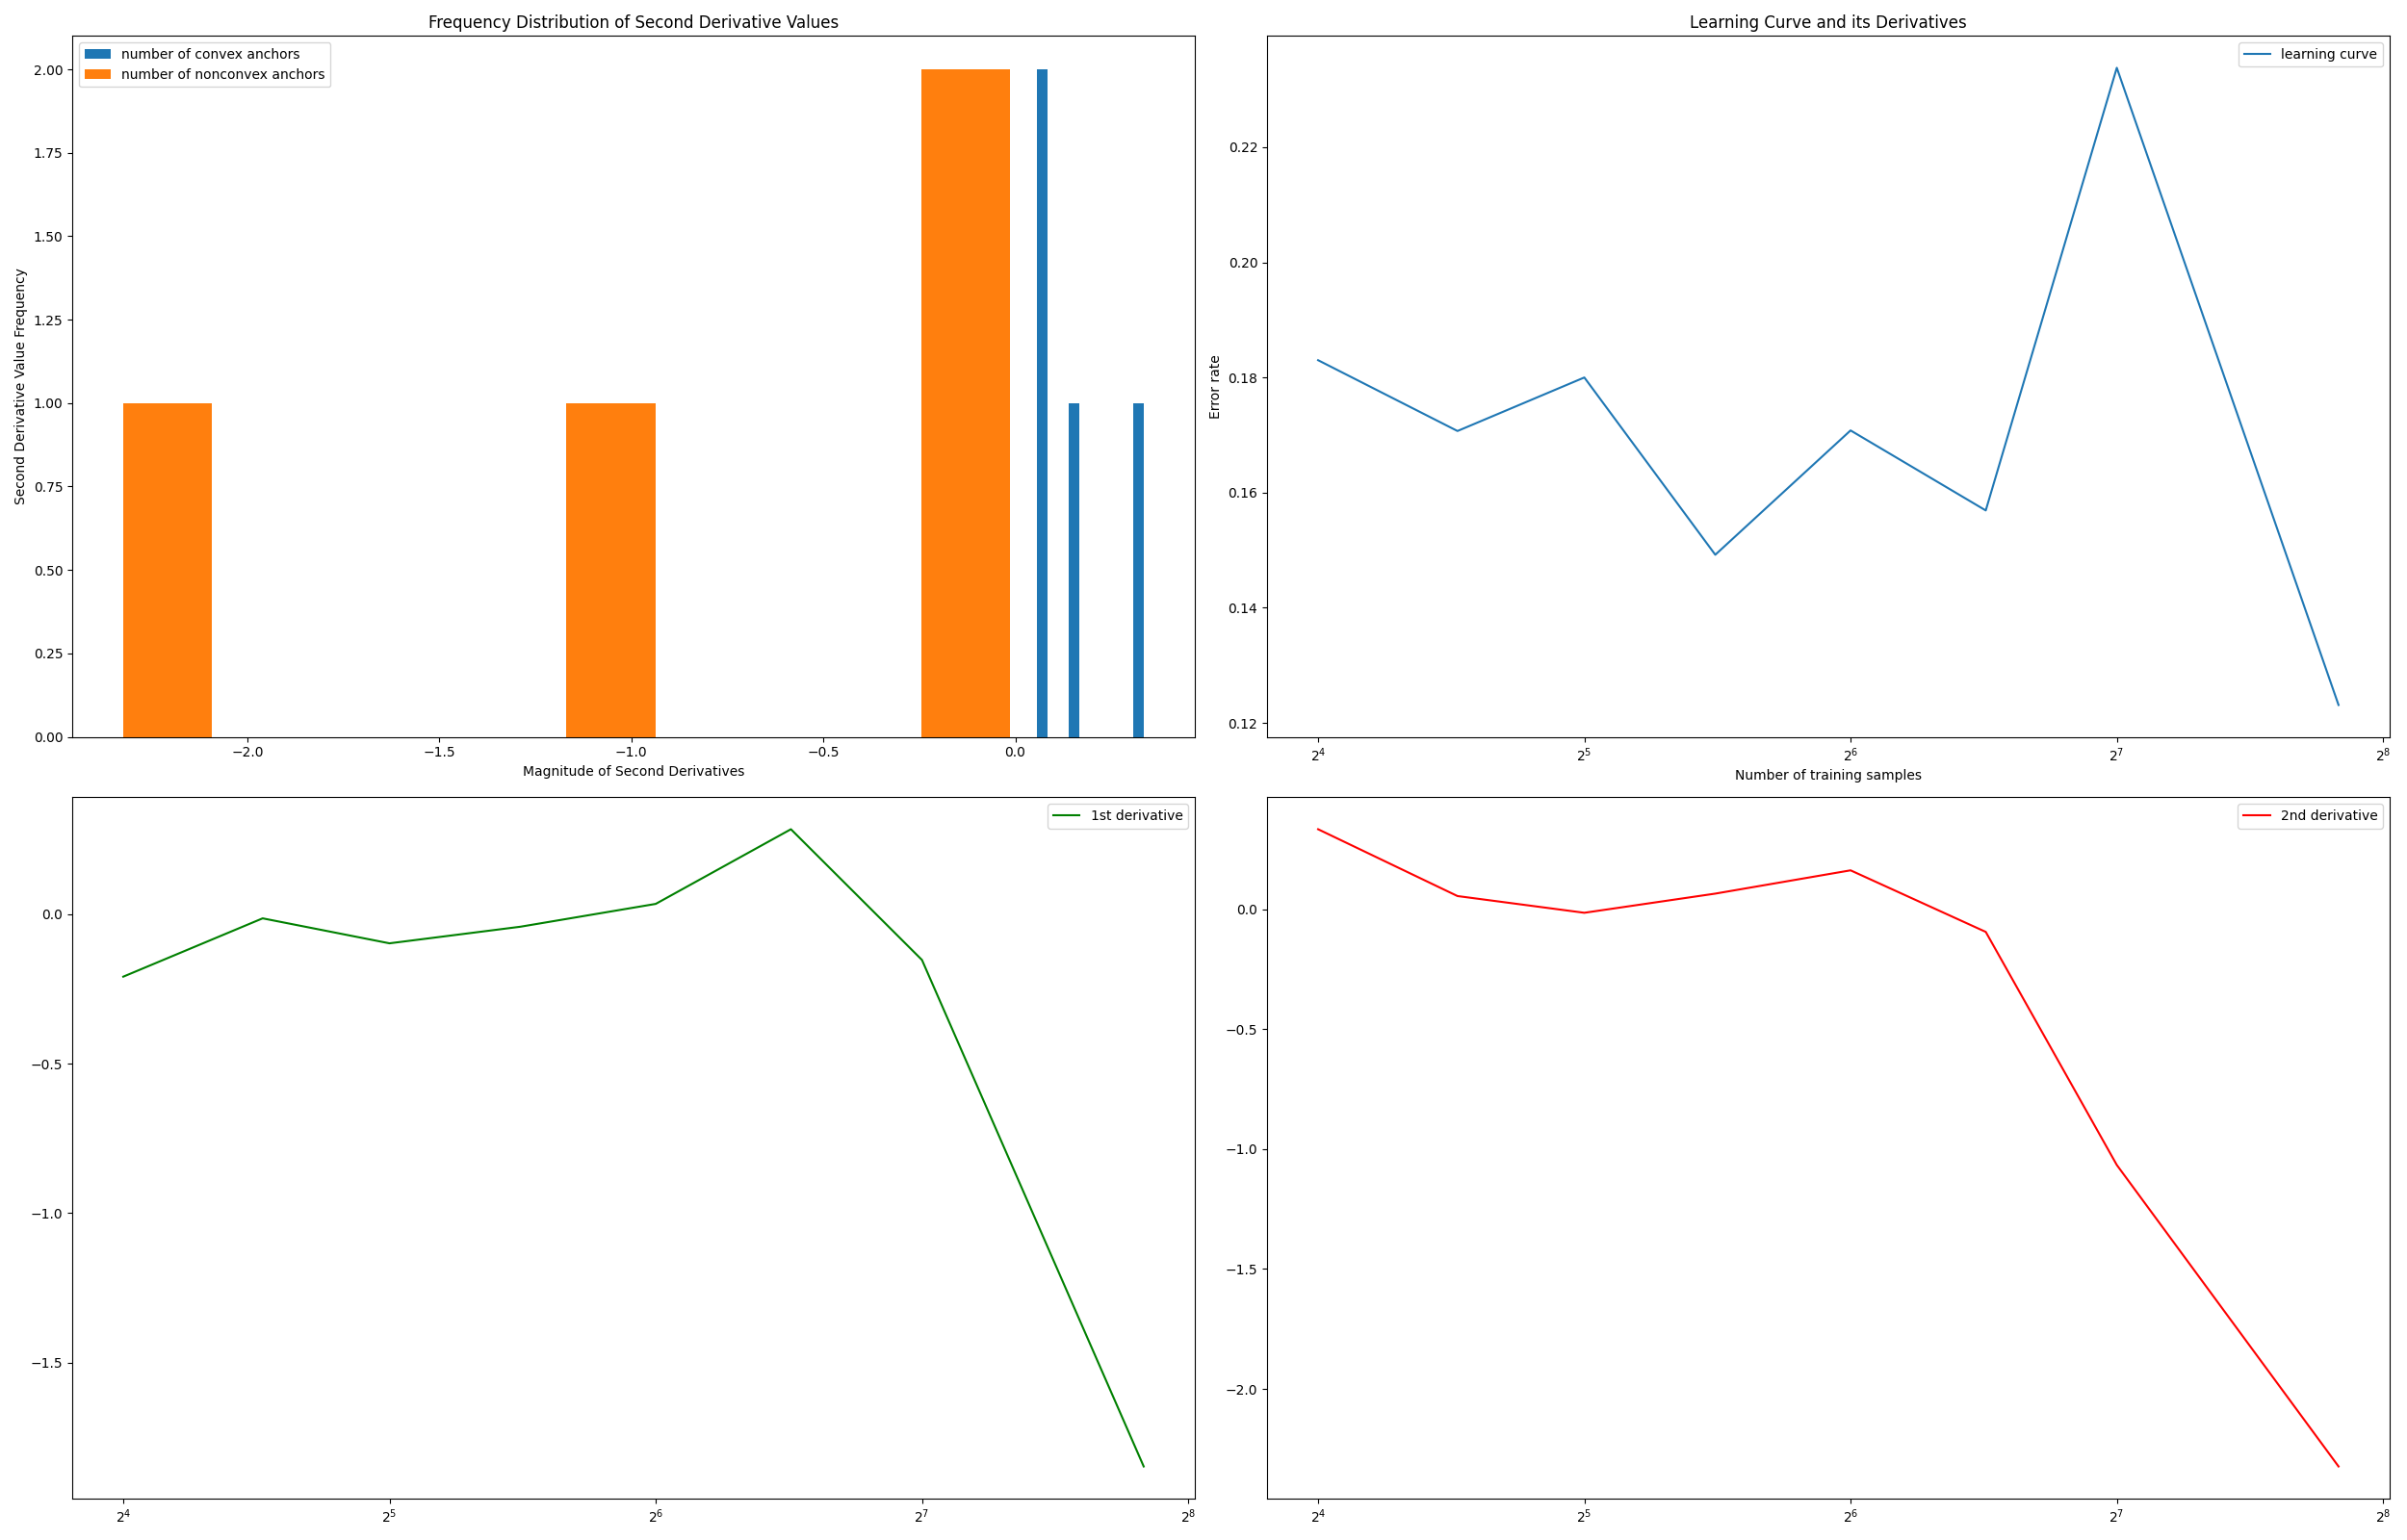 Frequency Distribution of Second Derivative Values
number of convex anchors
number of nonconvex anchors
2.00
1.75
1.50
1.25
1.00
0.75
0.50
0.25
0.00
Second Derivative Value Frequency
−2.0 −1.5 −1.0 −0.5 0.0
Magnitude of Second Derivatives
Learning Curve and its Derivatives
learning curve
0.22
0.20
0.18
0.16
0.14
0.12
Error rate
2⁴ 2⁵ 2⁶ 2⁷ 2⁸
Number of training samples
1st derivative
0.0
−0.5
−1.0
−1.5
2⁴ 2⁵ 2⁶ 2⁷ 2⁸
2nd derivative
0.0
−0.5
−1.0
−1.5
−2.0
2⁴ 2⁵ 2⁶ 2⁷ 2⁸